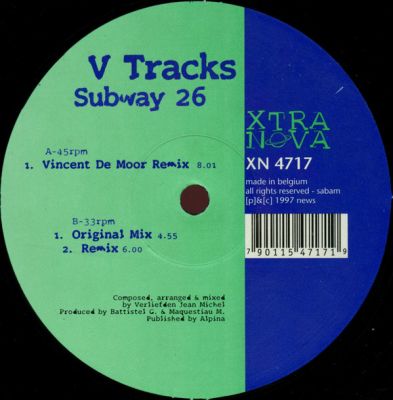 V Tracks
Subway 26
A-45rpm
1. Vincent De Moor Remix 8.01
B-33rpm
1. Original Mix 4.55
2. Remix 6.00
Composed, arranged & mixed
by Verliefden Jean Michel
Produced by Battistel G. & Maquestiau M.
Published by Alpina
XTRA
NOVA
XN 4717
made in belgium
all rights reserved - sabam
[p]&[c] 1997 news
7 90115 47171 9